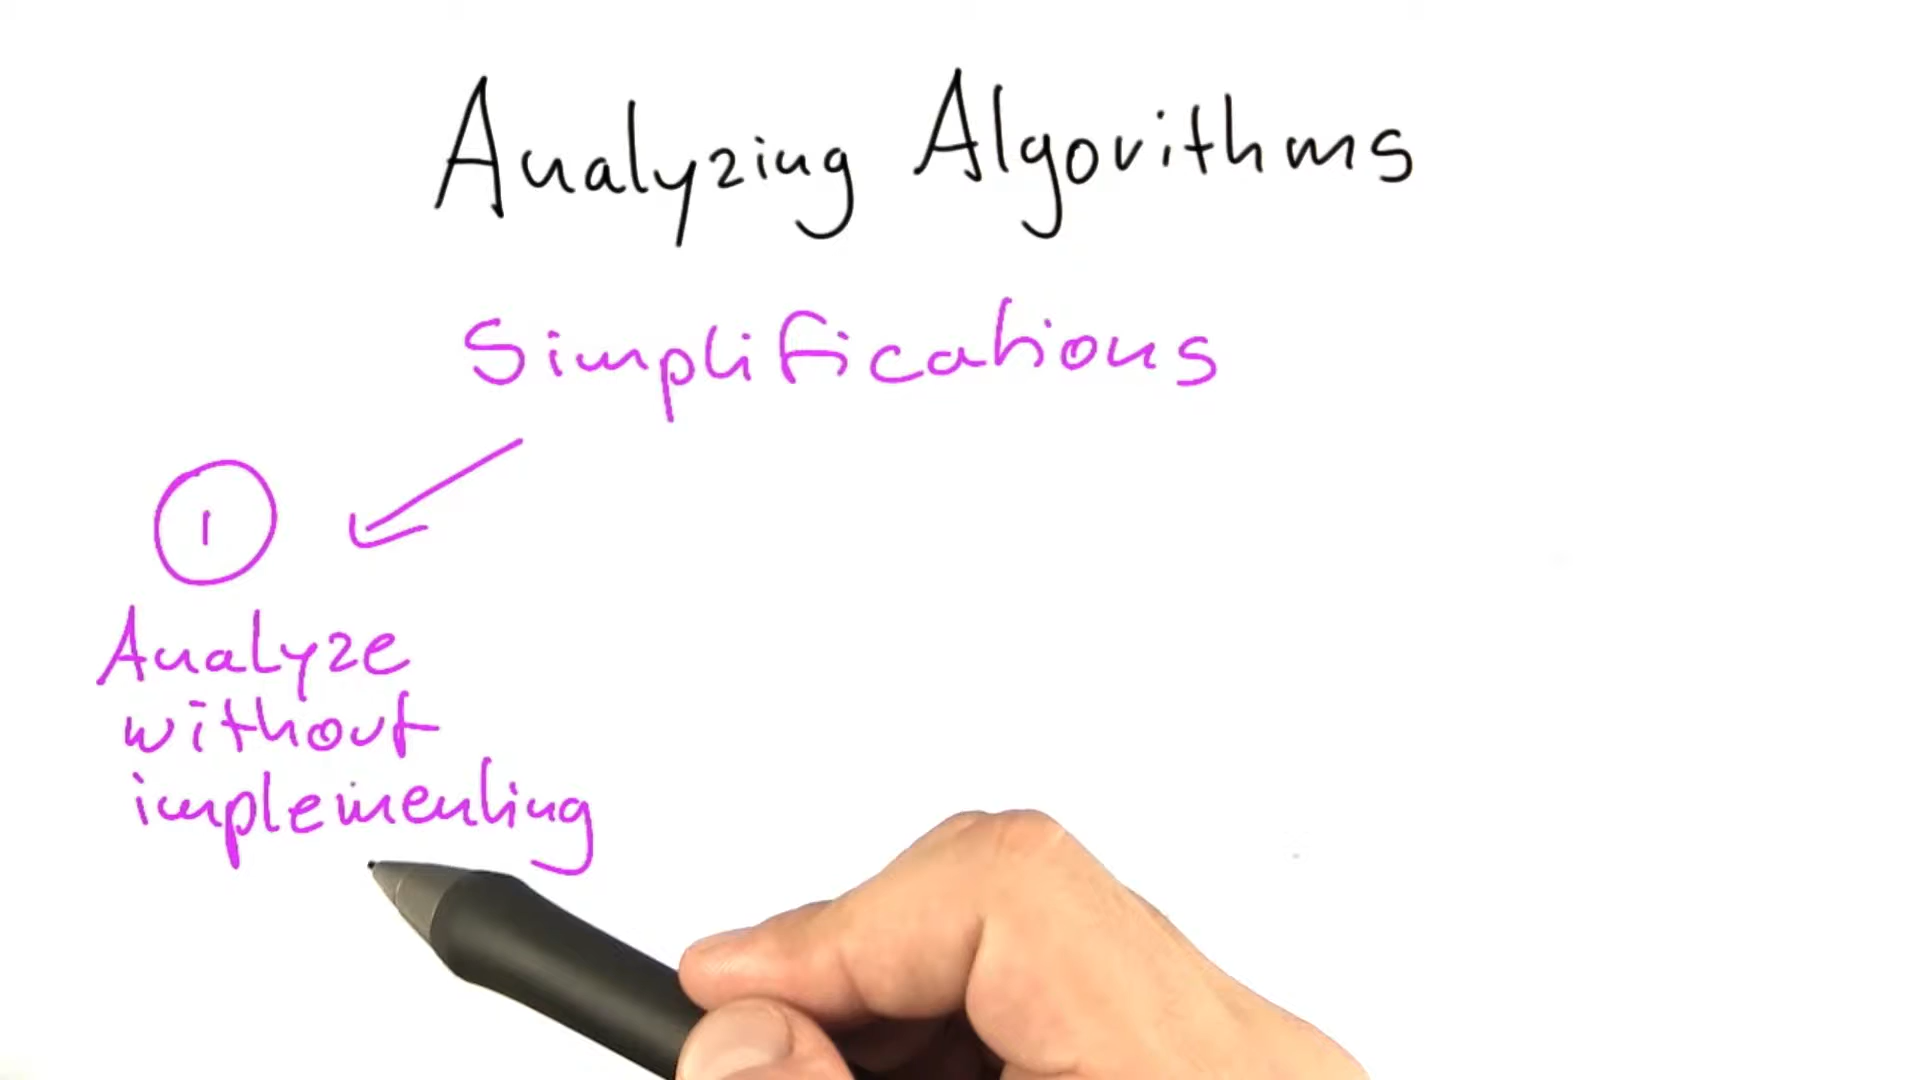 Analyzing Algorithms
Simplifications
1
Analyze
without
implementing